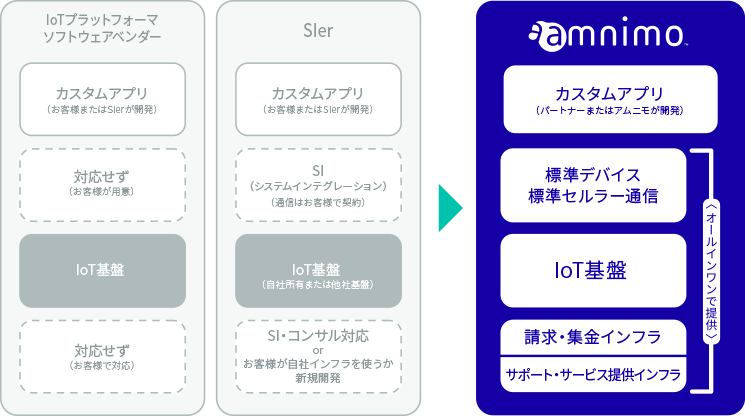 IoTプラットフォーマ
ソフトウェアベンダー
カスタムアプリ
（お客様またはSIerが開発）
対応せず
（お客様が用意）
IoT基盤
対応せず
（お客様で対応）
SIer
カスタムアプリ
（お客様またはSIerが開発）
SI
（システムインテグレーション）
（通信はお客様で契約）
IoT基盤
（自社所有または他社基盤）
SI・コンサル対応
or
お客様が自社インフラを使うか
新規開発
amnimo™
カスタムアプリ
（パートナーまたはアムニモが開発）
標準デバイス
標準セルラー通信
IoT基盤
請求・集金インフラ
サポート・サービス提供インフラ
〈オールインワンで提供〉